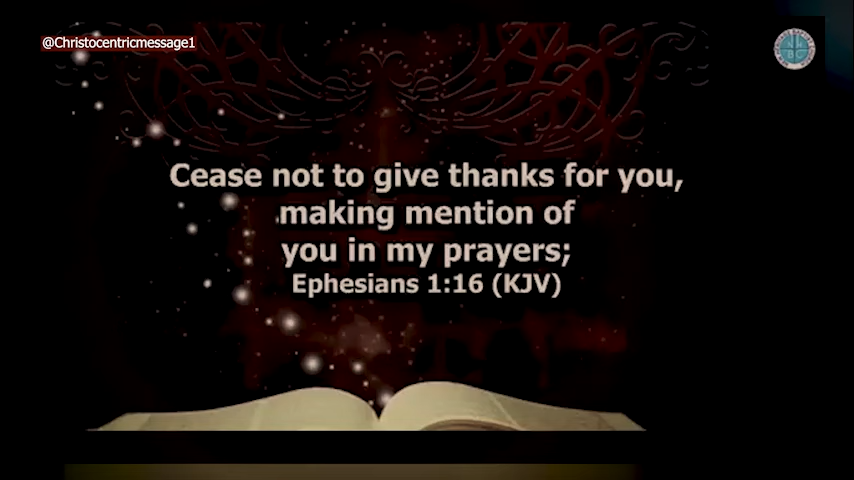 @Christocentricmessage1
Cease not to give thanks for you,
making mention of
you in my prayers;
Ephesians 1:16 (KJV)